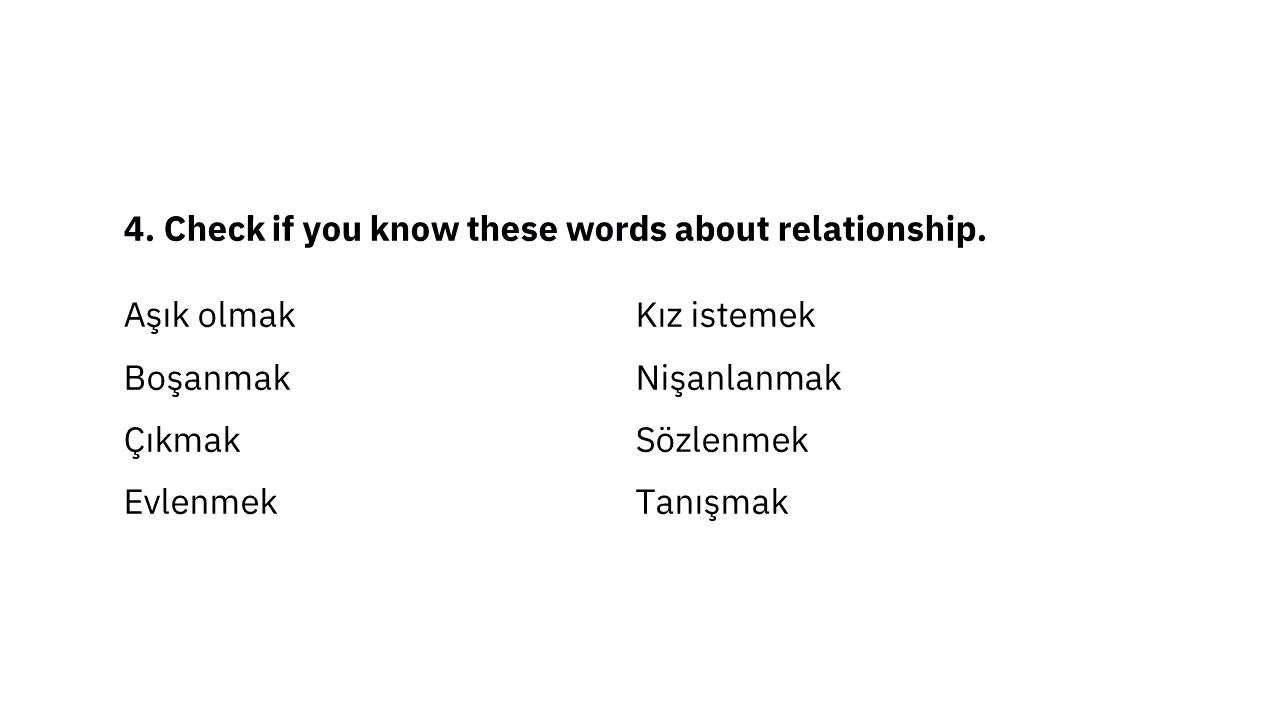 4. Check if you know these words about relationship.
Aşık olmak
Boşanmak
Çıkmak
Evlenmek
Kız istemek
Nişanlanmak
Sözlenmek
Tanışmak